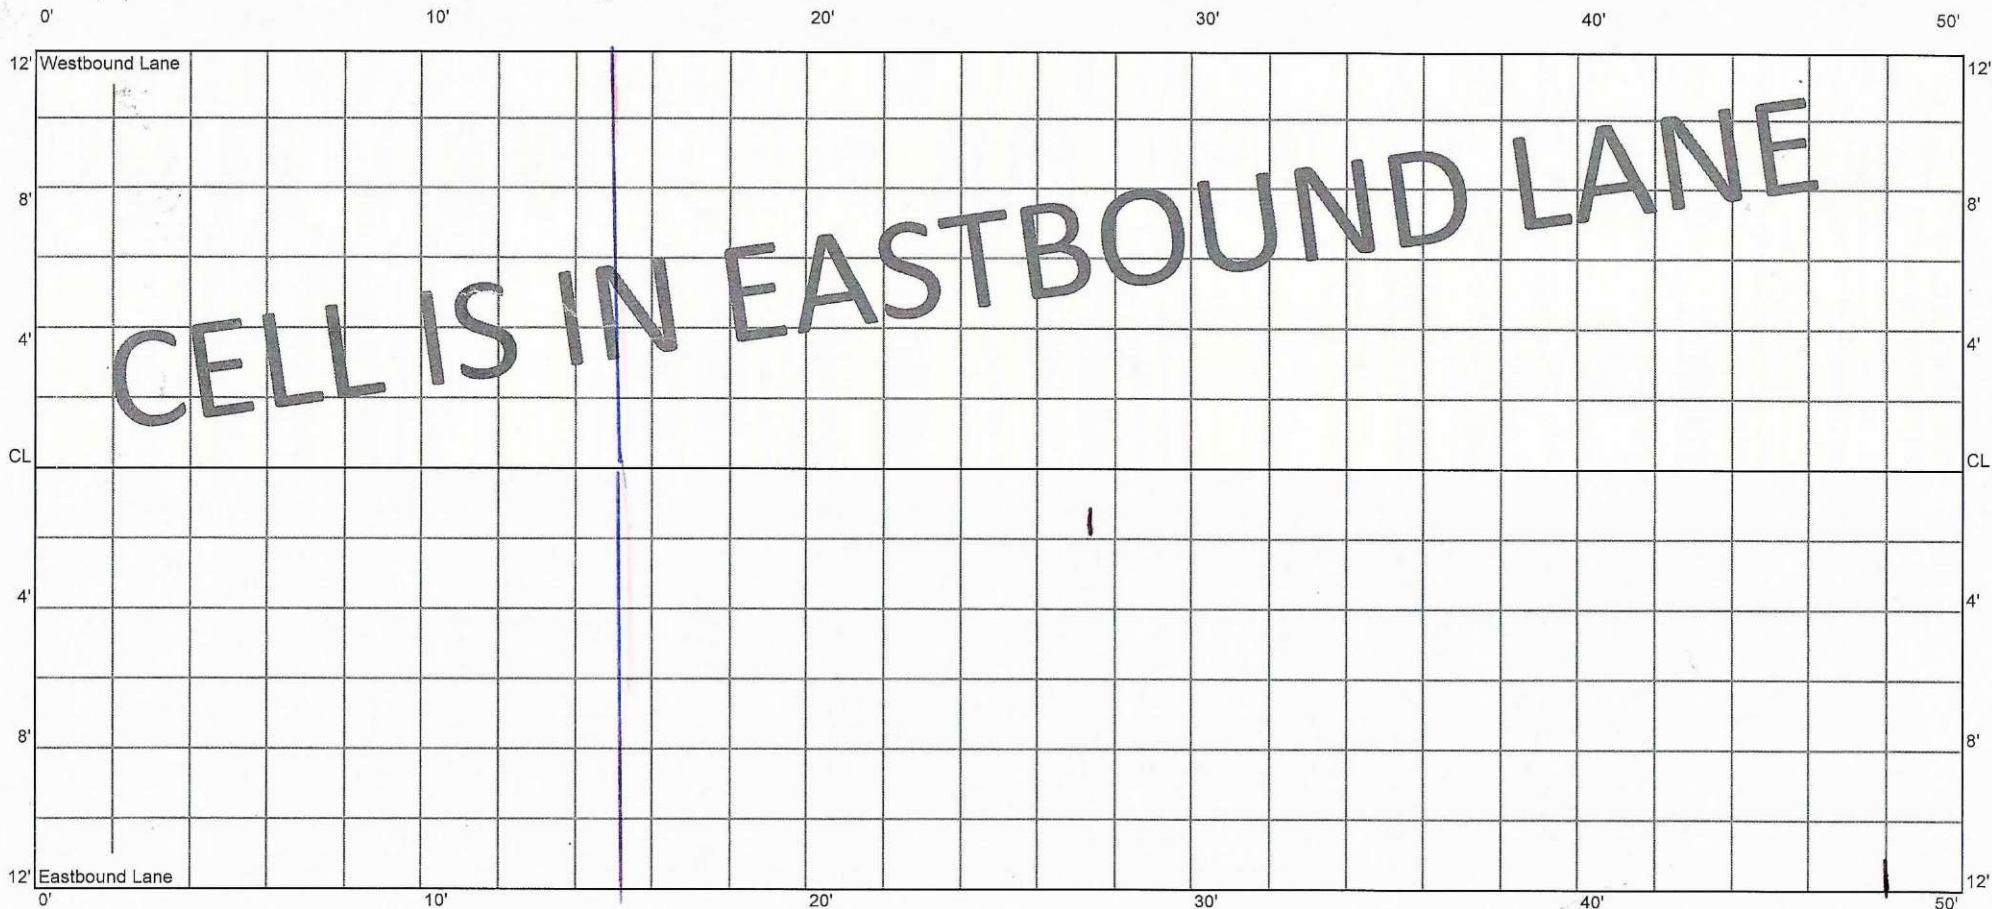 0' 10' 20' 30' 40' 50'
12' Westbound Lane 12'
8' 8'
CELL IS IN EASTBOUND LANE
4' 4'
CL CL
4' 4'
8' 8'
12' Eastbound Lane 12'
0' 10' 20' 30' 40' 50'